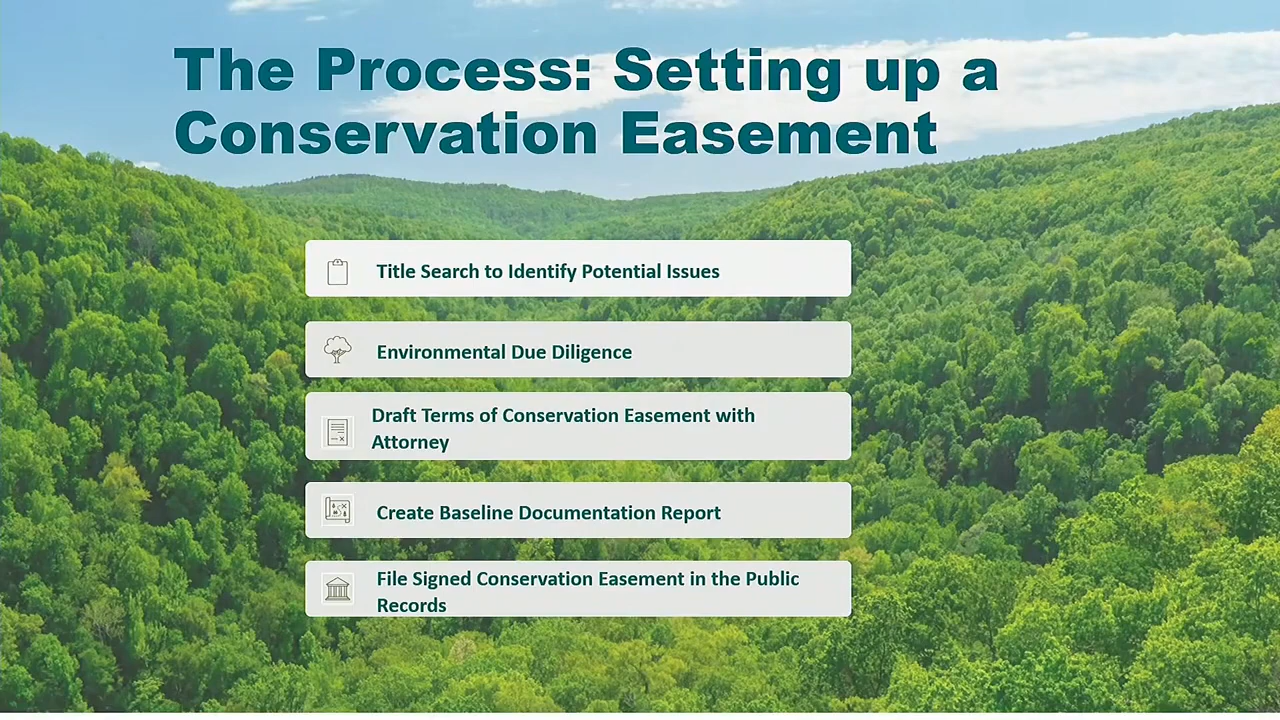 The Process: Setting up a
Conservation Easement
Title Search to Identify Potential Issues
Environmental Due Diligence
Draft Terms of Conservation Easement with
Attorney
Create Baseline Documentation Report
File Signed Conservation Easement in the Public
Records